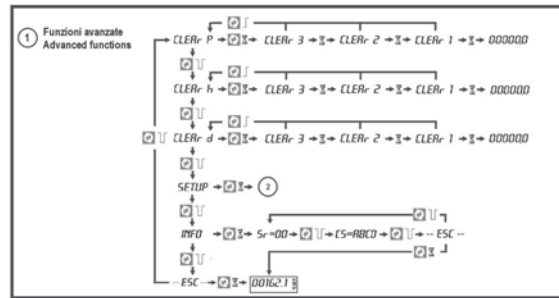 1 Funzioni avanzate
Advanced functions
CLEAr P CLEAr 3 CLEAr 2 CLEAr 1 000000
CLEAr h CLEAr 3 CLEAr 2 CLEAr 1 000000
CLEAr d CLEAr 3 CLEAr 2 CLEAr 1 000000
SETUP 2
INFO Sr=00 CS=ABCD -- ESC --
-- ESC -- 00162.1